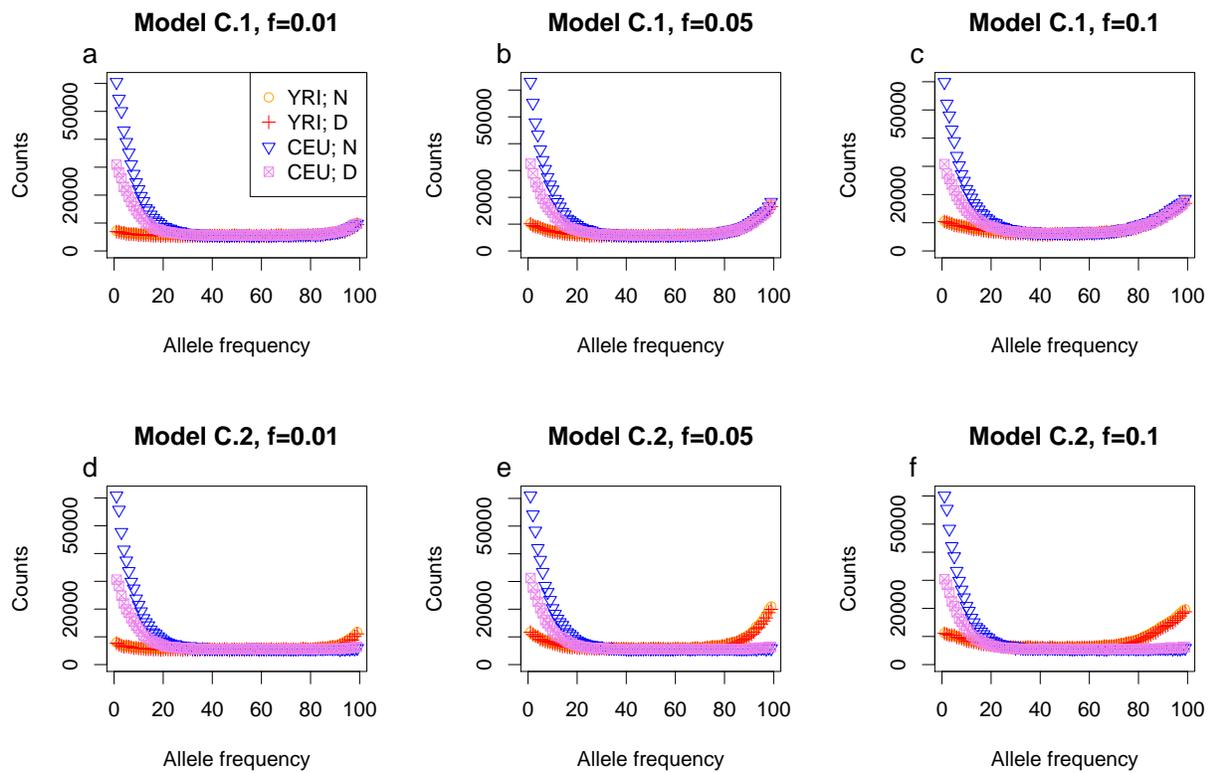 Model C.1, f=0.01
a
Counts
0 20000 50000
0 20 40 60 80 100
Allele frequency
YRI; N
YRI; D
CEU; N
CEU; D
Model C.1, f=0.05
b
Counts
0 20000 50000
0 20 40 60 80 100
Allele frequency
Model C.1, f=0.1
c
Counts
0 20000 50000
0 20 40 60 80 100
Allele frequency
Model C.2, f=0.01
d
Counts
0 20000 50000
0 20 40 60 80 100
Allele frequency
Model C.2, f=0.05
e
Counts
0 20000 50000
0 20 40 60 80 100
Allele frequency
Model C.2, f=0.1
f
Counts
0 20000 50000
0 20 40 60 80 100
Allele frequency